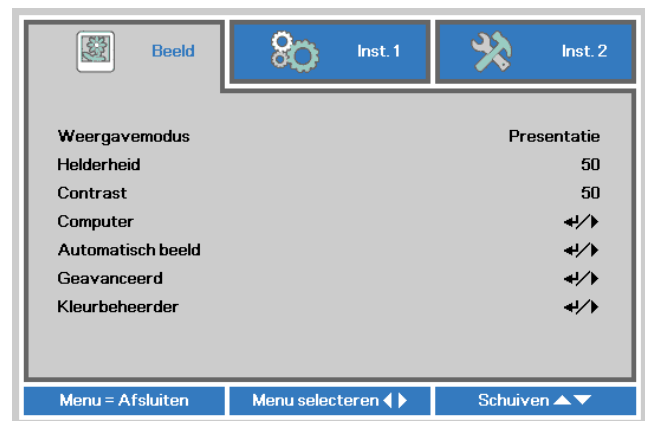 Beeld
Inst. 1
Inst. 2
Weergavemodus Presentatie
Helderheid 50
Contrast 50
Computer ↵/▶
Automatisch beeld ↵/▶
Geavanceerd ↵/▶
Kleurbeheerder ↵/▶
Menu = Afsluiten
Menu selecteren ◀▶
Schuiven ▲▼